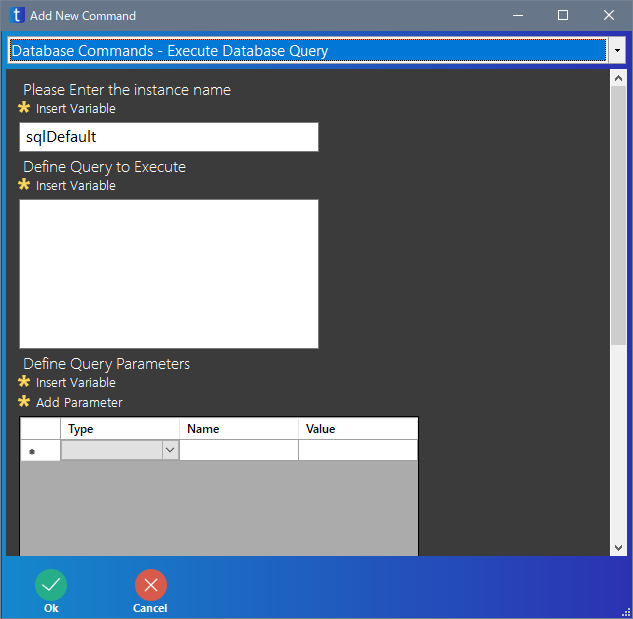 t Add New Command
Database Commands - Execute Database Query
Please Enter the instance name
* Insert Variable
sqlDefault
Define Query to Execute
* Insert Variable
Define Query Parameters
* Insert Variable
* Add Parameter
Type Name Value
Ok Cancel